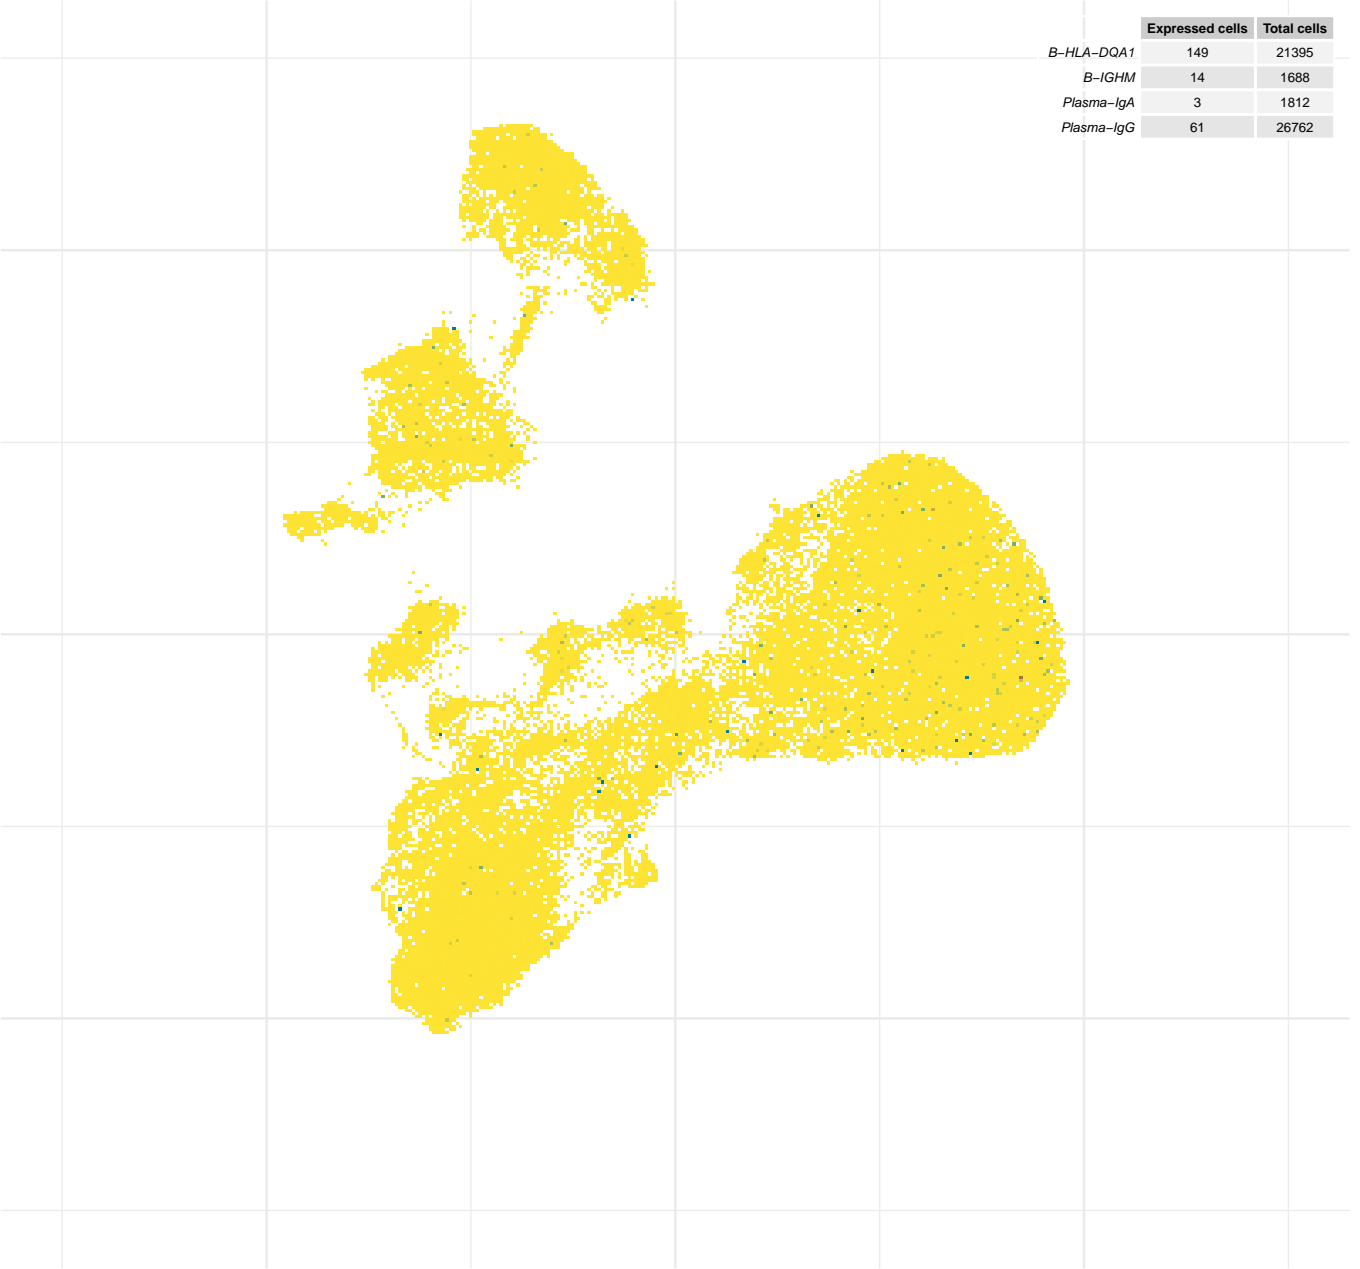 Expressed cells Total cells
B−HLA−DQA1 149 21395
B−IGHM 14 1688
Plasma−IgA 3 1812
Plasma−IgG 61 26762